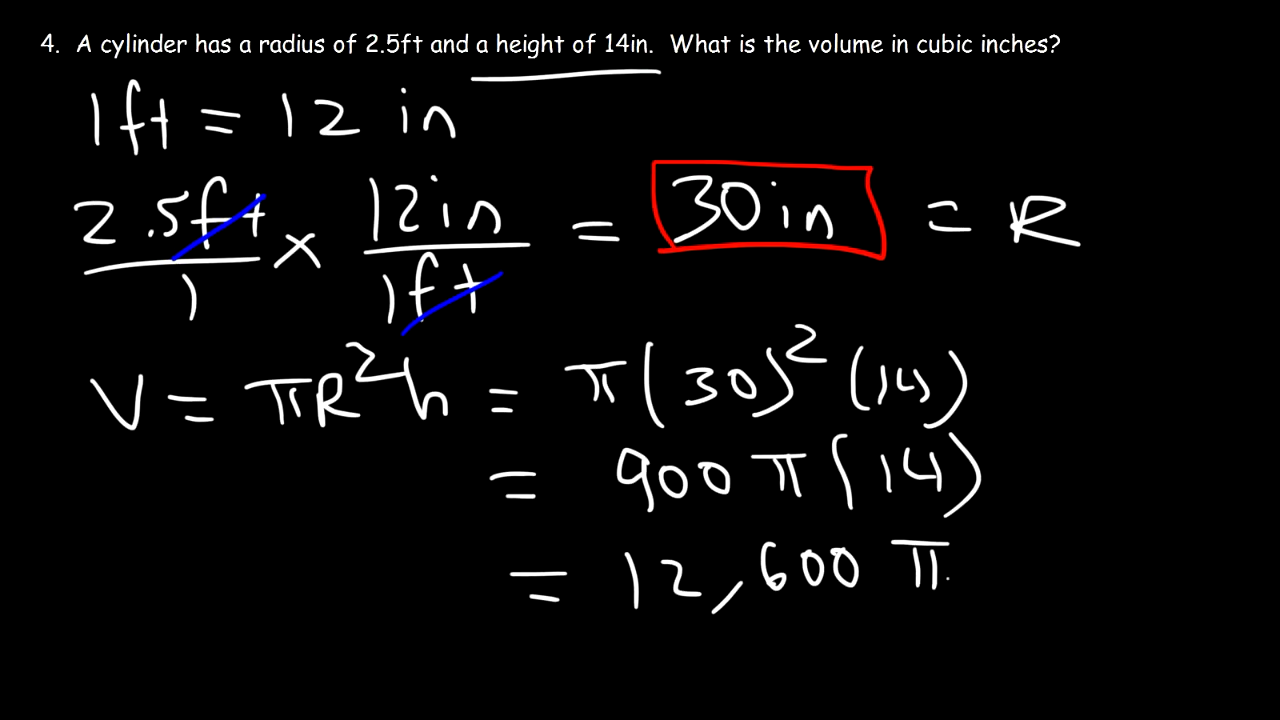 4. A cylinder has a radius of 2.5ft and a height of 14in. What is the volume in cubic inches?
1ft = 12 in
2.5ft/1 × 12in/1ft = 30in = R
V = πR²h = π(30)²(14)
= 900π(14)
= 12,600 π